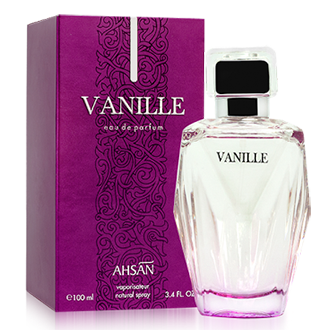 VANILLE
eau de parfum
AHSAN
vaporisateur
natural spray
℮100 ml
3.4 FL. Oz
VANILLE